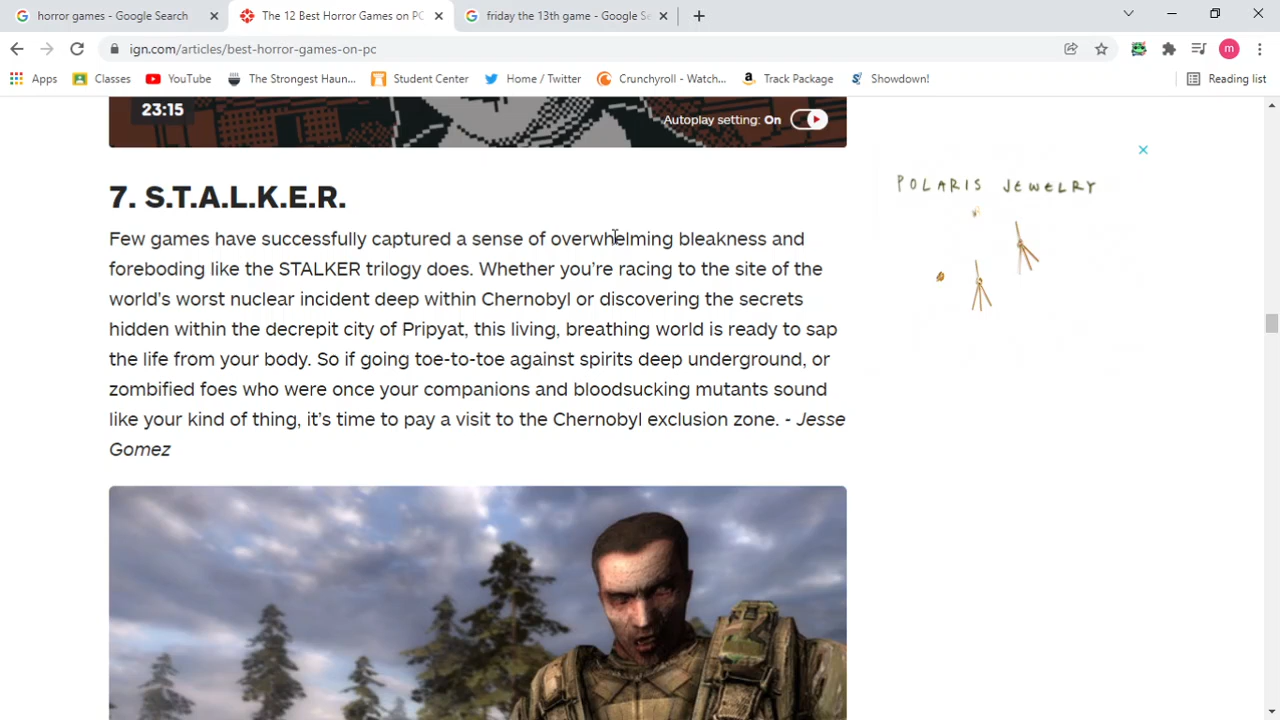 horror games - Google Search
The 12 Best Horror Games on PC
friday the 13th game - Google Se
ign.com/articles/best-horror-games-on-pc
m
Apps
Classes
YouTube
The Strongest Haun...
Student Center
Home / Twitter
Crunchyroll - Watch...
Track Package
Showdown!
Reading list
23:15
Autoplay setting: On
7. S.T.A.L.K.E.R.
Few games have successfully captured a sense of overwhelming bleakness and
foreboding like the STALKER trilogy does. Whether you’re racing to the site of the
world’s worst nuclear incident deep within Chernobyl or discovering the secrets
hidden within the decrepit city of Pripyat, this living, breathing world is ready to sap
the life from your body. So if going toe-to-toe against spirits deep underground, or
zombified foes who were once your companions and bloodsucking mutants sound
like your kind of thing, it’s time to pay a visit to the Chernobyl exclusion zone. - Jesse
Gomez
POLARIS JEWELRY